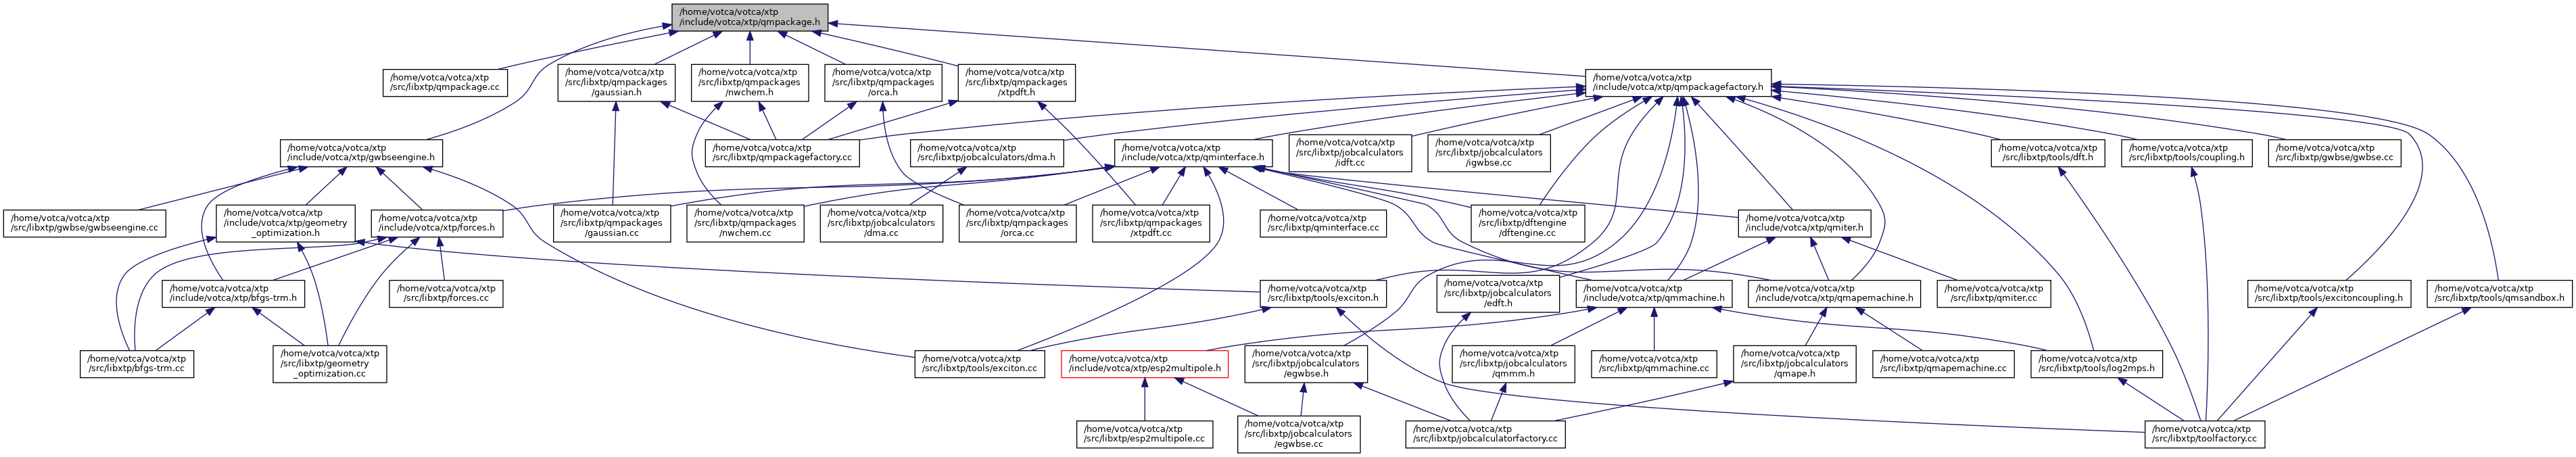 /home/votca/votca/xtp
/include/votca/xtp/qmpackage.h
/home/votca/votca/xtp
/src/libxtp/qmpackage.cc
/home/votca/votca/xtp
/src/libxtp/qmpackages
/gaussian.h
/home/votca/votca/xtp
/src/libxtp/qmpackages
/nwchem.h
/home/votca/votca/xtp
/src/libxtp/qmpackages
/orca.h
/home/votca/votca/xtp
/src/libxtp/qmpackages
/xtpdft.h
/home/votca/votca/xtp
/include/votca/xtp/qmpackagefactory.h
/home/votca/votca/xtp
/include/votca/xtp/gwbseengine.h
/home/votca/votca/xtp
/src/libxtp/qmpackagefactory.cc
/home/votca/votca/xtp
/src/libxtp/jobcalculators/dma.h
/home/votca/votca/xtp
/include/votca/xtp/qminterface.h
/home/votca/votca/xtp
/src/libxtp/jobcalculators
/idft.cc
/home/votca/votca/xtp
/src/libxtp/jobcalculators
/igwbse.cc
/home/votca/votca/xtp
/src/libxtp/tools/dft.h
/home/votca/votca/xtp
/src/libxtp/tools/coupling.h
/home/votca/votca/xtp
/src/libxtp/gwbse/gwbse.cc
/home/votca/votca/xtp
/src/libxtp/gwbse/gwbseengine.cc
/home/votca/votca/xtp
/include/votca/xtp/geometry
_optimization.h
/home/votca/votca/xtp
/include/votca/xtp/forces.h
/home/votca/votca/xtp
/src/libxtp/qmpackages
/gaussian.cc
/home/votca/votca/xtp
/src/libxtp/qmpackages
/nwchem.cc
/home/votca/votca/xtp
/src/libxtp/jobcalculators
/dma.cc
/home/votca/votca/xtp
/src/libxtp/qmpackages
/orca.cc
/home/votca/votca/xtp
/src/libxtp/qmpackages
/xtpdft.cc
/home/votca/votca/xtp
/src/libxtp/qminterface.cc
/home/votca/votca/xtp
/src/libxtp/dftengine
/dftengine.cc
/home/votca/votca/xtp
/include/votca/xtp/qmiter.h
/home/votca/votca/xtp
/include/votca/xtp/bfgs-trm.h
/home/votca/votca/xtp
/src/libxtp/forces.cc
/home/votca/votca/xtp
/src/libxtp/tools/exciton.h
/home/votca/votca/xtp
/src/libxtp/jobcalculators
/edft.h
/home/votca/votca/xtp
/include/votca/xtp/qmmachine.h
/home/votca/votca/xtp
/include/votca/xtp/qmapemachine.h
/home/votca/votca/xtp
/src/libxtp/qmiter.cc
/home/votca/votca/xtp
/src/libxtp/tools/excitoncoupling.h
/home/votca/votca/xtp
/src/libxtp/tools/qmsandbox.h
/home/votca/votca/xtp
/src/libxtp/bfgs-trm.cc
/home/votca/votca/xtp
/src/libxtp/geometry
_optimization.cc
/home/votca/votca/xtp
/src/libxtp/tools/exciton.cc
/home/votca/votca/xtp
/include/votca/xtp/esp2multipole.h
/home/votca/votca/xtp
/src/libxtp/jobcalculators
/egwbse.h
/home/votca/votca/xtp
/src/libxtp/jobcalculators
/qmmm.h
/home/votca/votca/xtp
/src/libxtp/qmmachine.cc
/home/votca/votca/xtp
/src/libxtp/jobcalculators
/qmape.h
/home/votca/votca/xtp
/src/libxtp/qmapemachine.cc
/home/votca/votca/xtp
/src/libxtp/tools/log2mps.h
/home/votca/votca/xtp
/src/libxtp/esp2multipole.cc
/home/votca/votca/xtp
/src/libxtp/jobcalculators
/egwbse.cc
/home/votca/votca/xtp
/src/libxtp/jobcalculatorfactory.cc
/home/votca/votca/xtp
/src/libxtp/toolfactory.cc